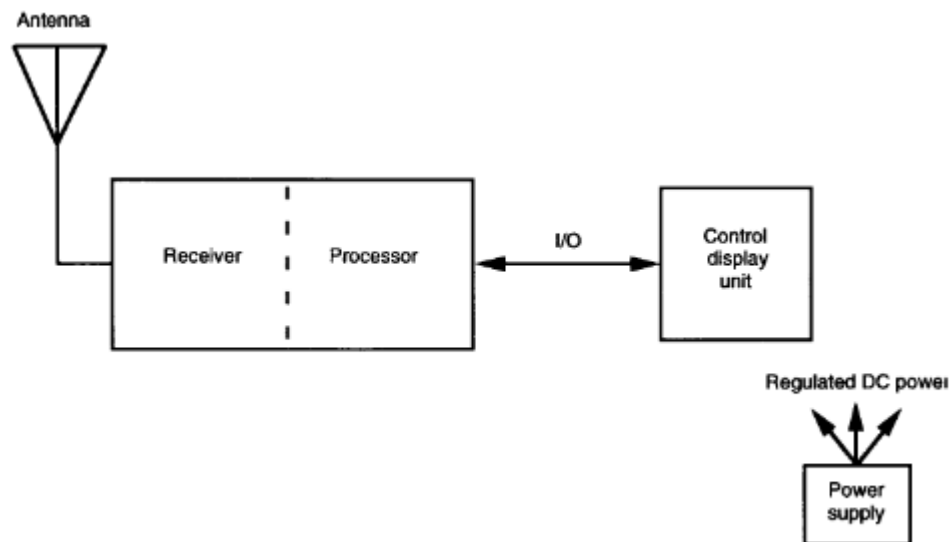 Antenna
Receiver
Processor
I/O
Control
display
unit
Regulated DC power
Power
supply